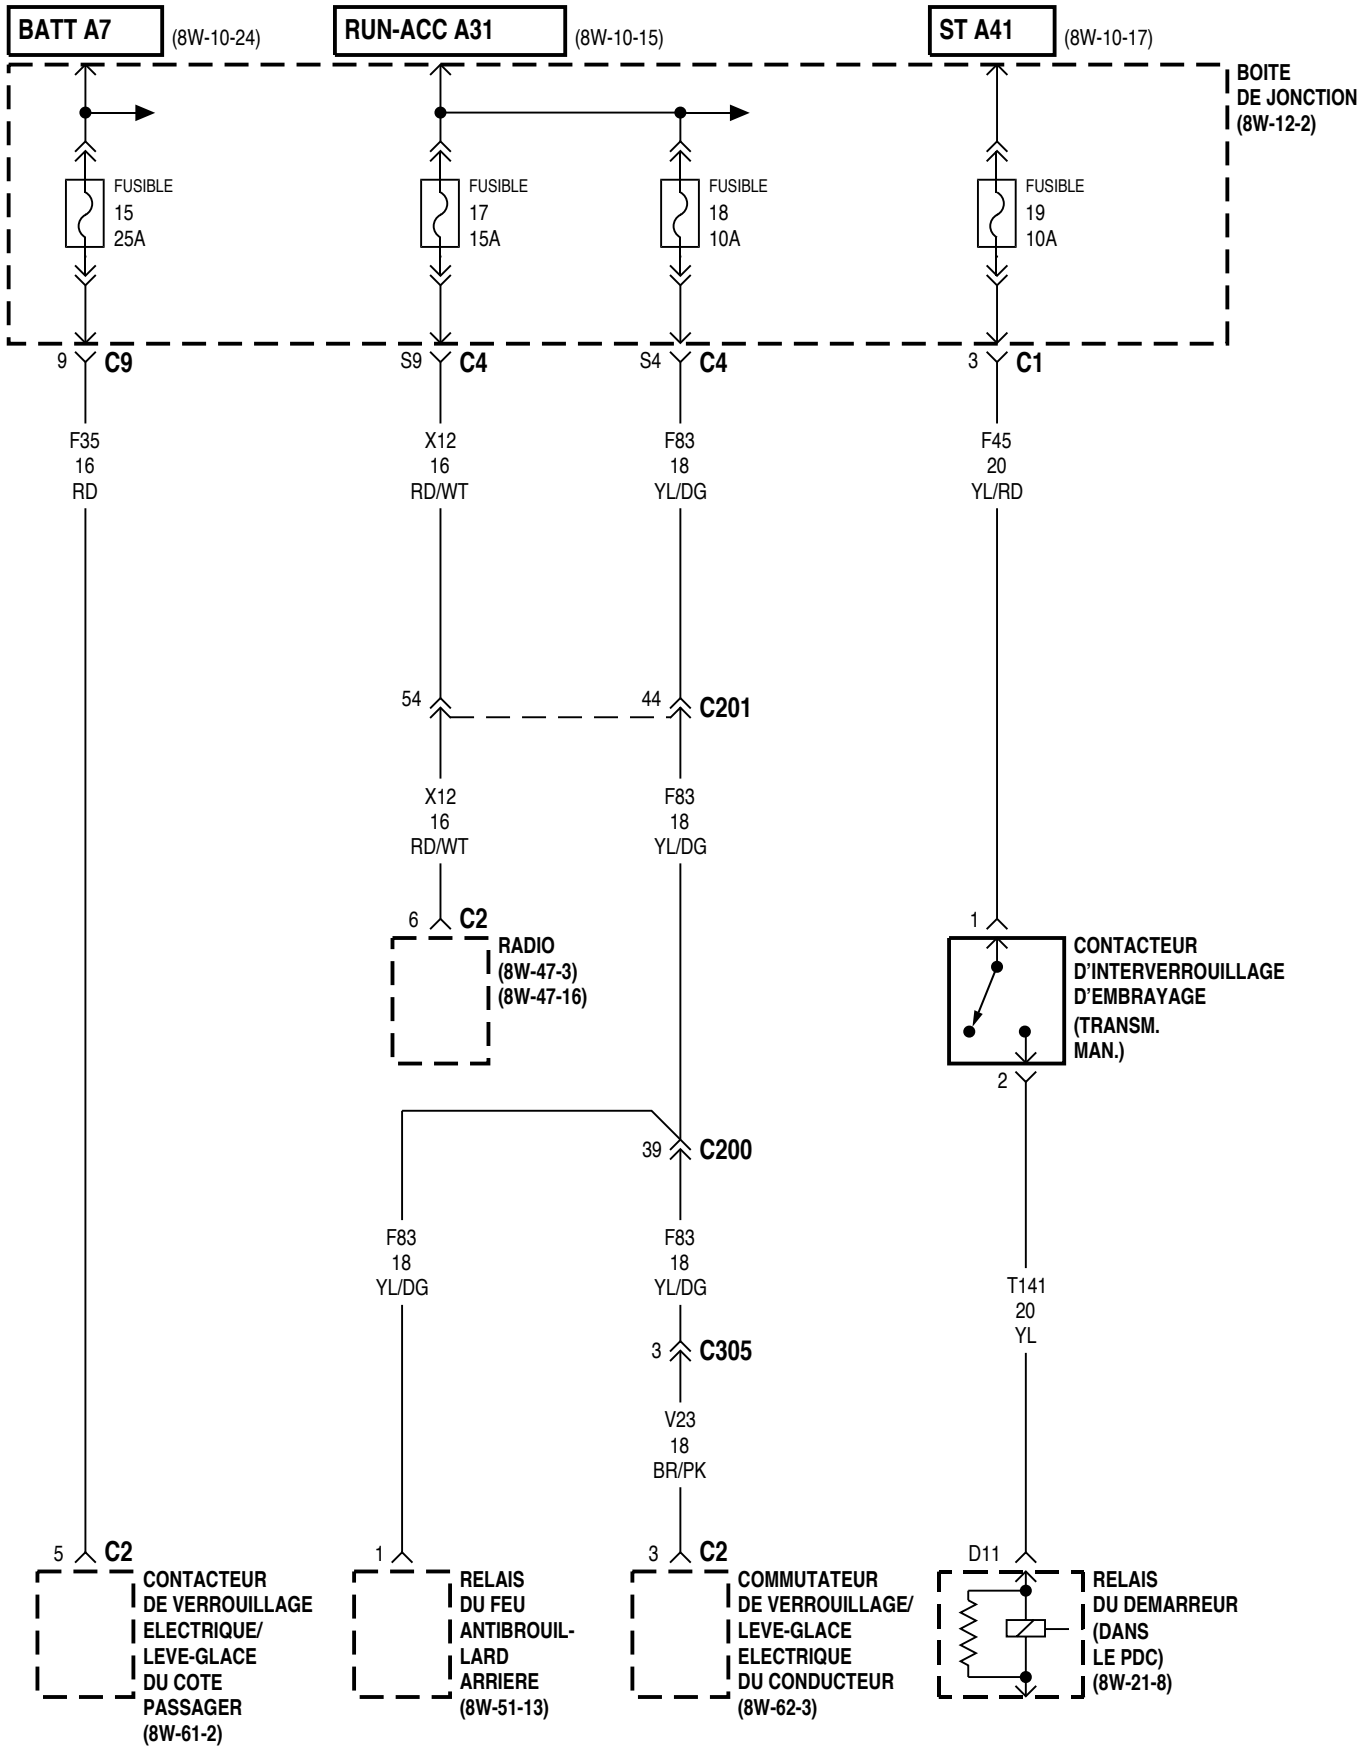 BATT A7
(8W-10-24)
RUN-ACC A31
(8W-10-15)
ST A41
(8W-10-17)
BOITE
DE JONCTION
(8W-12-2)
FUSIBLE
15
25A
FUSIBLE
17
15A
FUSIBLE
18
10A
FUSIBLE
19
10A
9
C9
S9
C4
S4
C4
3
C1
F35
16
RD
X12
16
RD/WT
F83
18
YL/DG
F45
20
YL/RD
54
44
C201
X12
16
RD/WT
F83
18
YL/DG
6
C2
RADIO
(8W-47-3)
(8W-47-16)
1
CONTACTEUR
D'INTERVERROUILLAGE
D'EMBRAYAGE
(TRANSM.
MAN.)
2
39
C200
F83
18
YL/DG
F83
18
YL/DG
T141
20
YL
3
C305
V23
18
BR/PK
5
C2
CONTACTEUR
DE VERROUILLAGE
ELECTRIQUE/
LEVE-GLACE
DU COTE
PASSAGER
(8W-61-2)
1
RELAIS
DU FEU
ANTIBROUIL-
LARD
ARRIERE
(8W-51-13)
3
C2
COMMUTATEUR
DE VERROUILLAGE/
LEVE-GLACE
ELECTRIQUE
DU CONDUCTEUR
(8W-62-3)
D11
RELAIS
DU DEMARREUR
(DANS
LE PDC)
(8W-21-8)